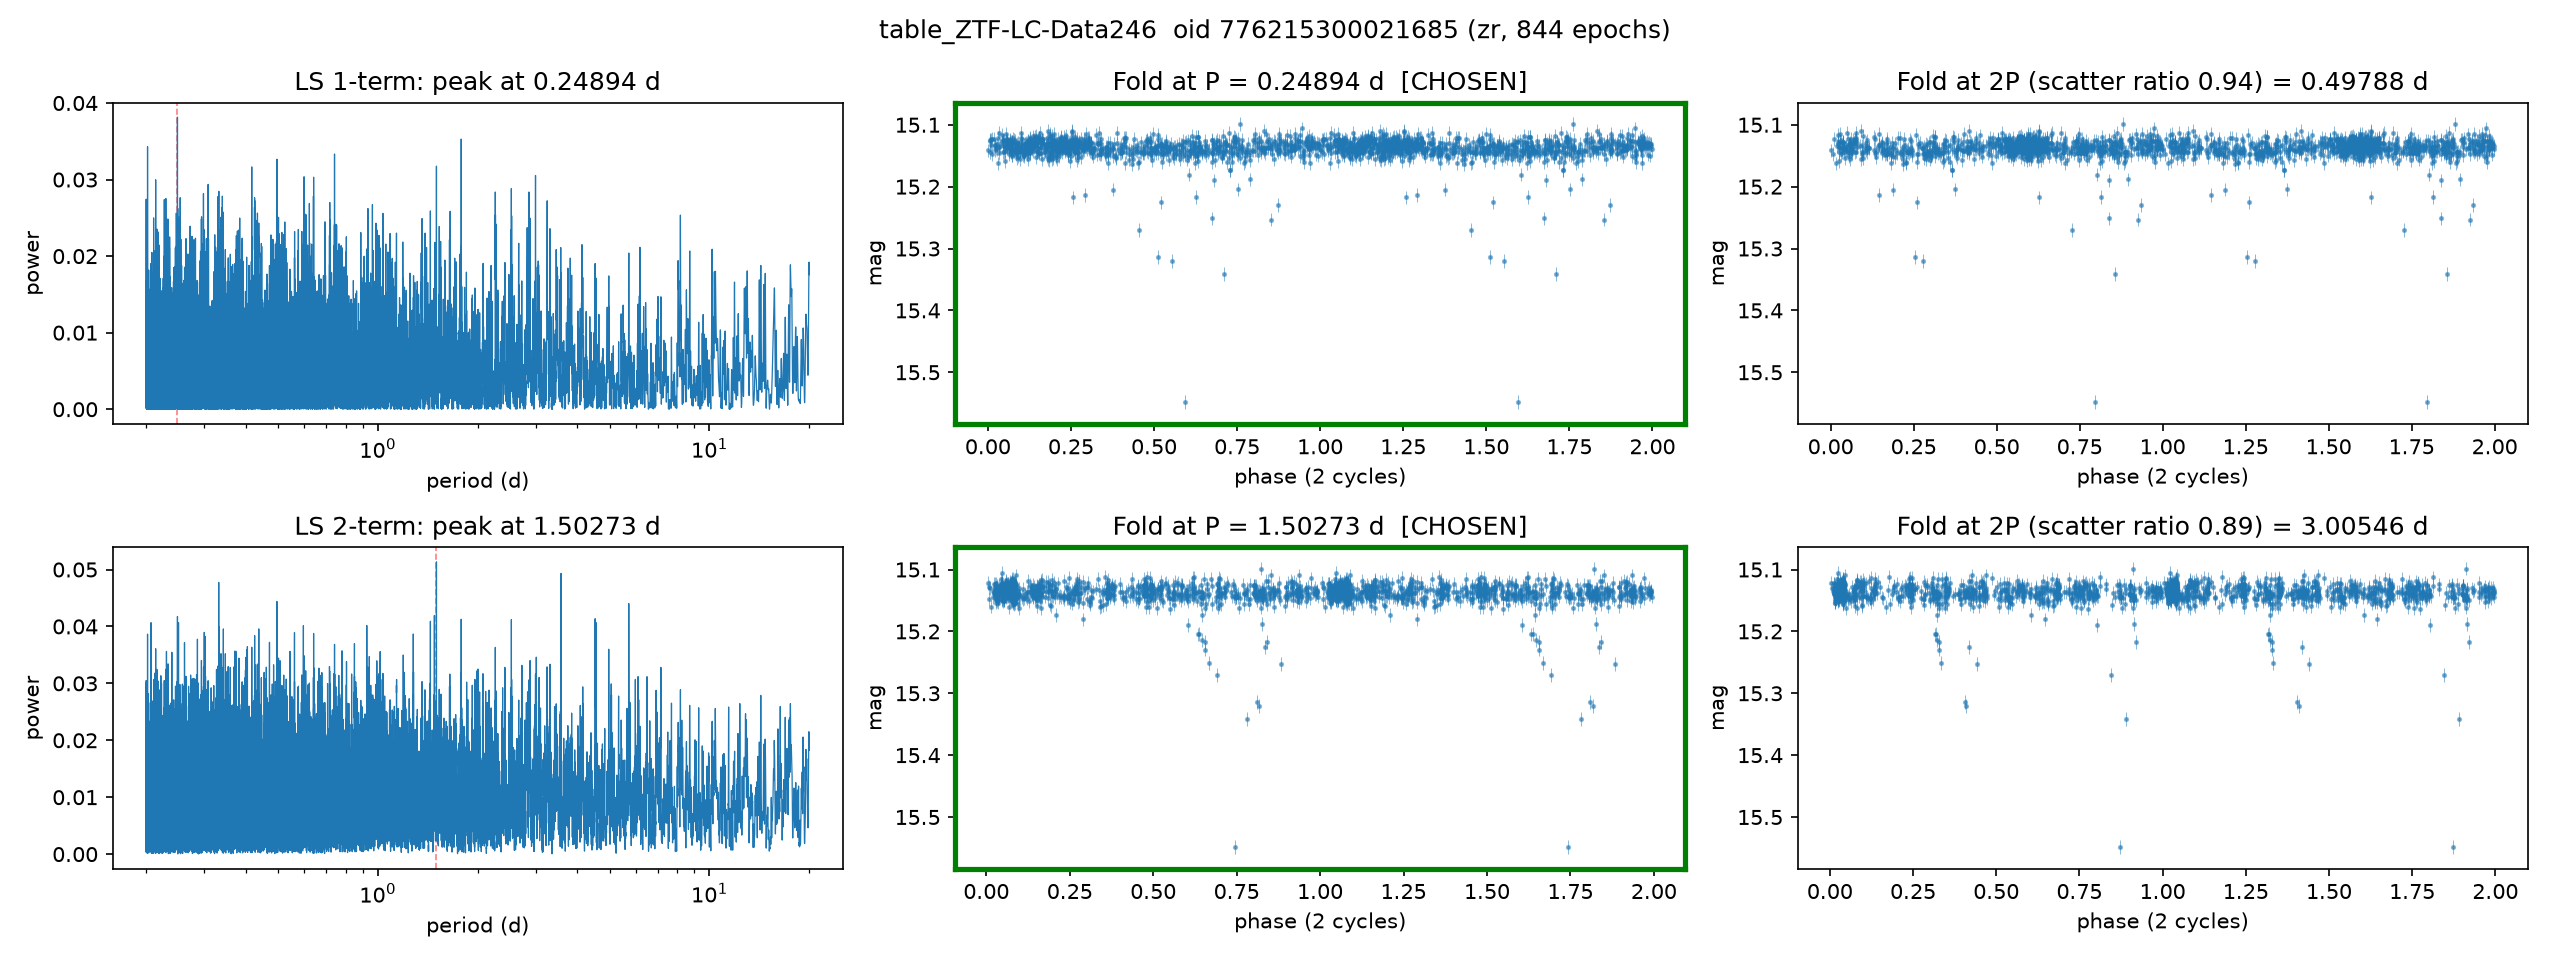 table_ZTF-LC-Data246  oid 776215300021685 (zr, 844 epochs)
LS 1-term: peak at 0.24894 d
0.04
0.03
0.02
0.01
0.00
power
10⁰
10¹
period (d)
Fold at P = 0.24894 d  [CHOSEN]
15.1
15.2
15.3
15.4
15.5
mag
0.00 0.25 0.50 0.75 1.00 1.25 1.50 1.75 2.00
phase (2 cycles)
Fold at 2P (scatter ratio 0.94) = 0.49788 d
15.1
15.2
15.3
15.4
15.5
mag
0.00 0.25 0.50 0.75 1.00 1.25 1.50 1.75 2.00
phase (2 cycles)
LS 2-term: peak at 1.50273 d
0.05
0.04
0.03
0.02
0.01
0.00
power
10⁰
10¹
period (d)
Fold at P = 1.50273 d  [CHOSEN]
15.1
15.2
15.3
15.4
15.5
mag
0.00 0.25 0.50 0.75 1.00 1.25 1.50 1.75 2.00
phase (2 cycles)
Fold at 2P (scatter ratio 0.89) = 3.00546 d
15.1
15.2
15.3
15.4
15.5
mag
0.00 0.25 0.50 0.75 1.00 1.25 1.50 1.75 2.00
phase (2 cycles)